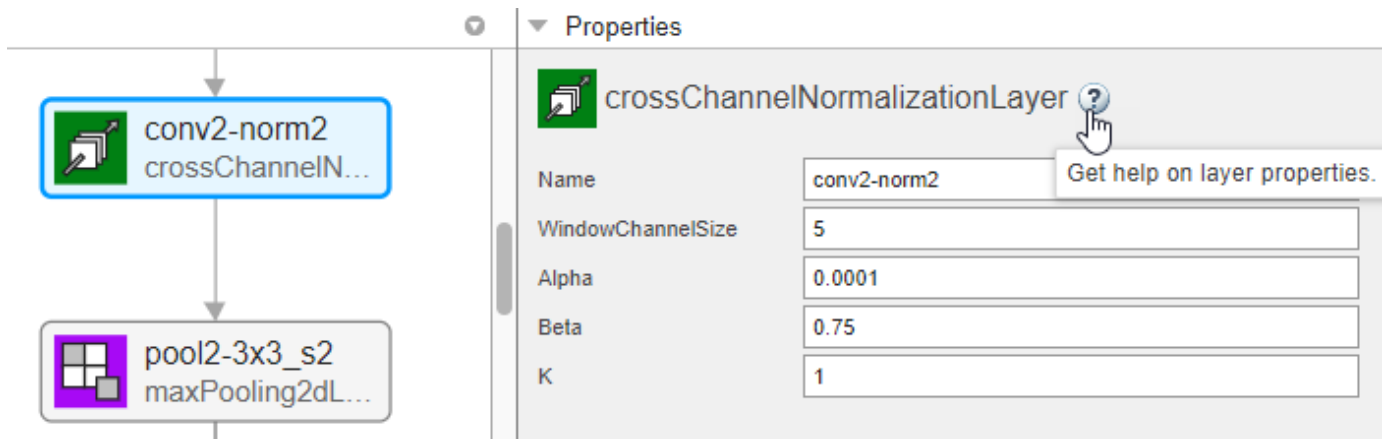 conv2-norm2
crossChannelN...
pool2-3x3_s2
maxPooling2dL...
Properties
crossChannelNormalizationLayer ?
Get help on layer properties.
Name conv2-norm2
WindowChannelSize 5
Alpha 0.0001
Beta 0.75
K 1